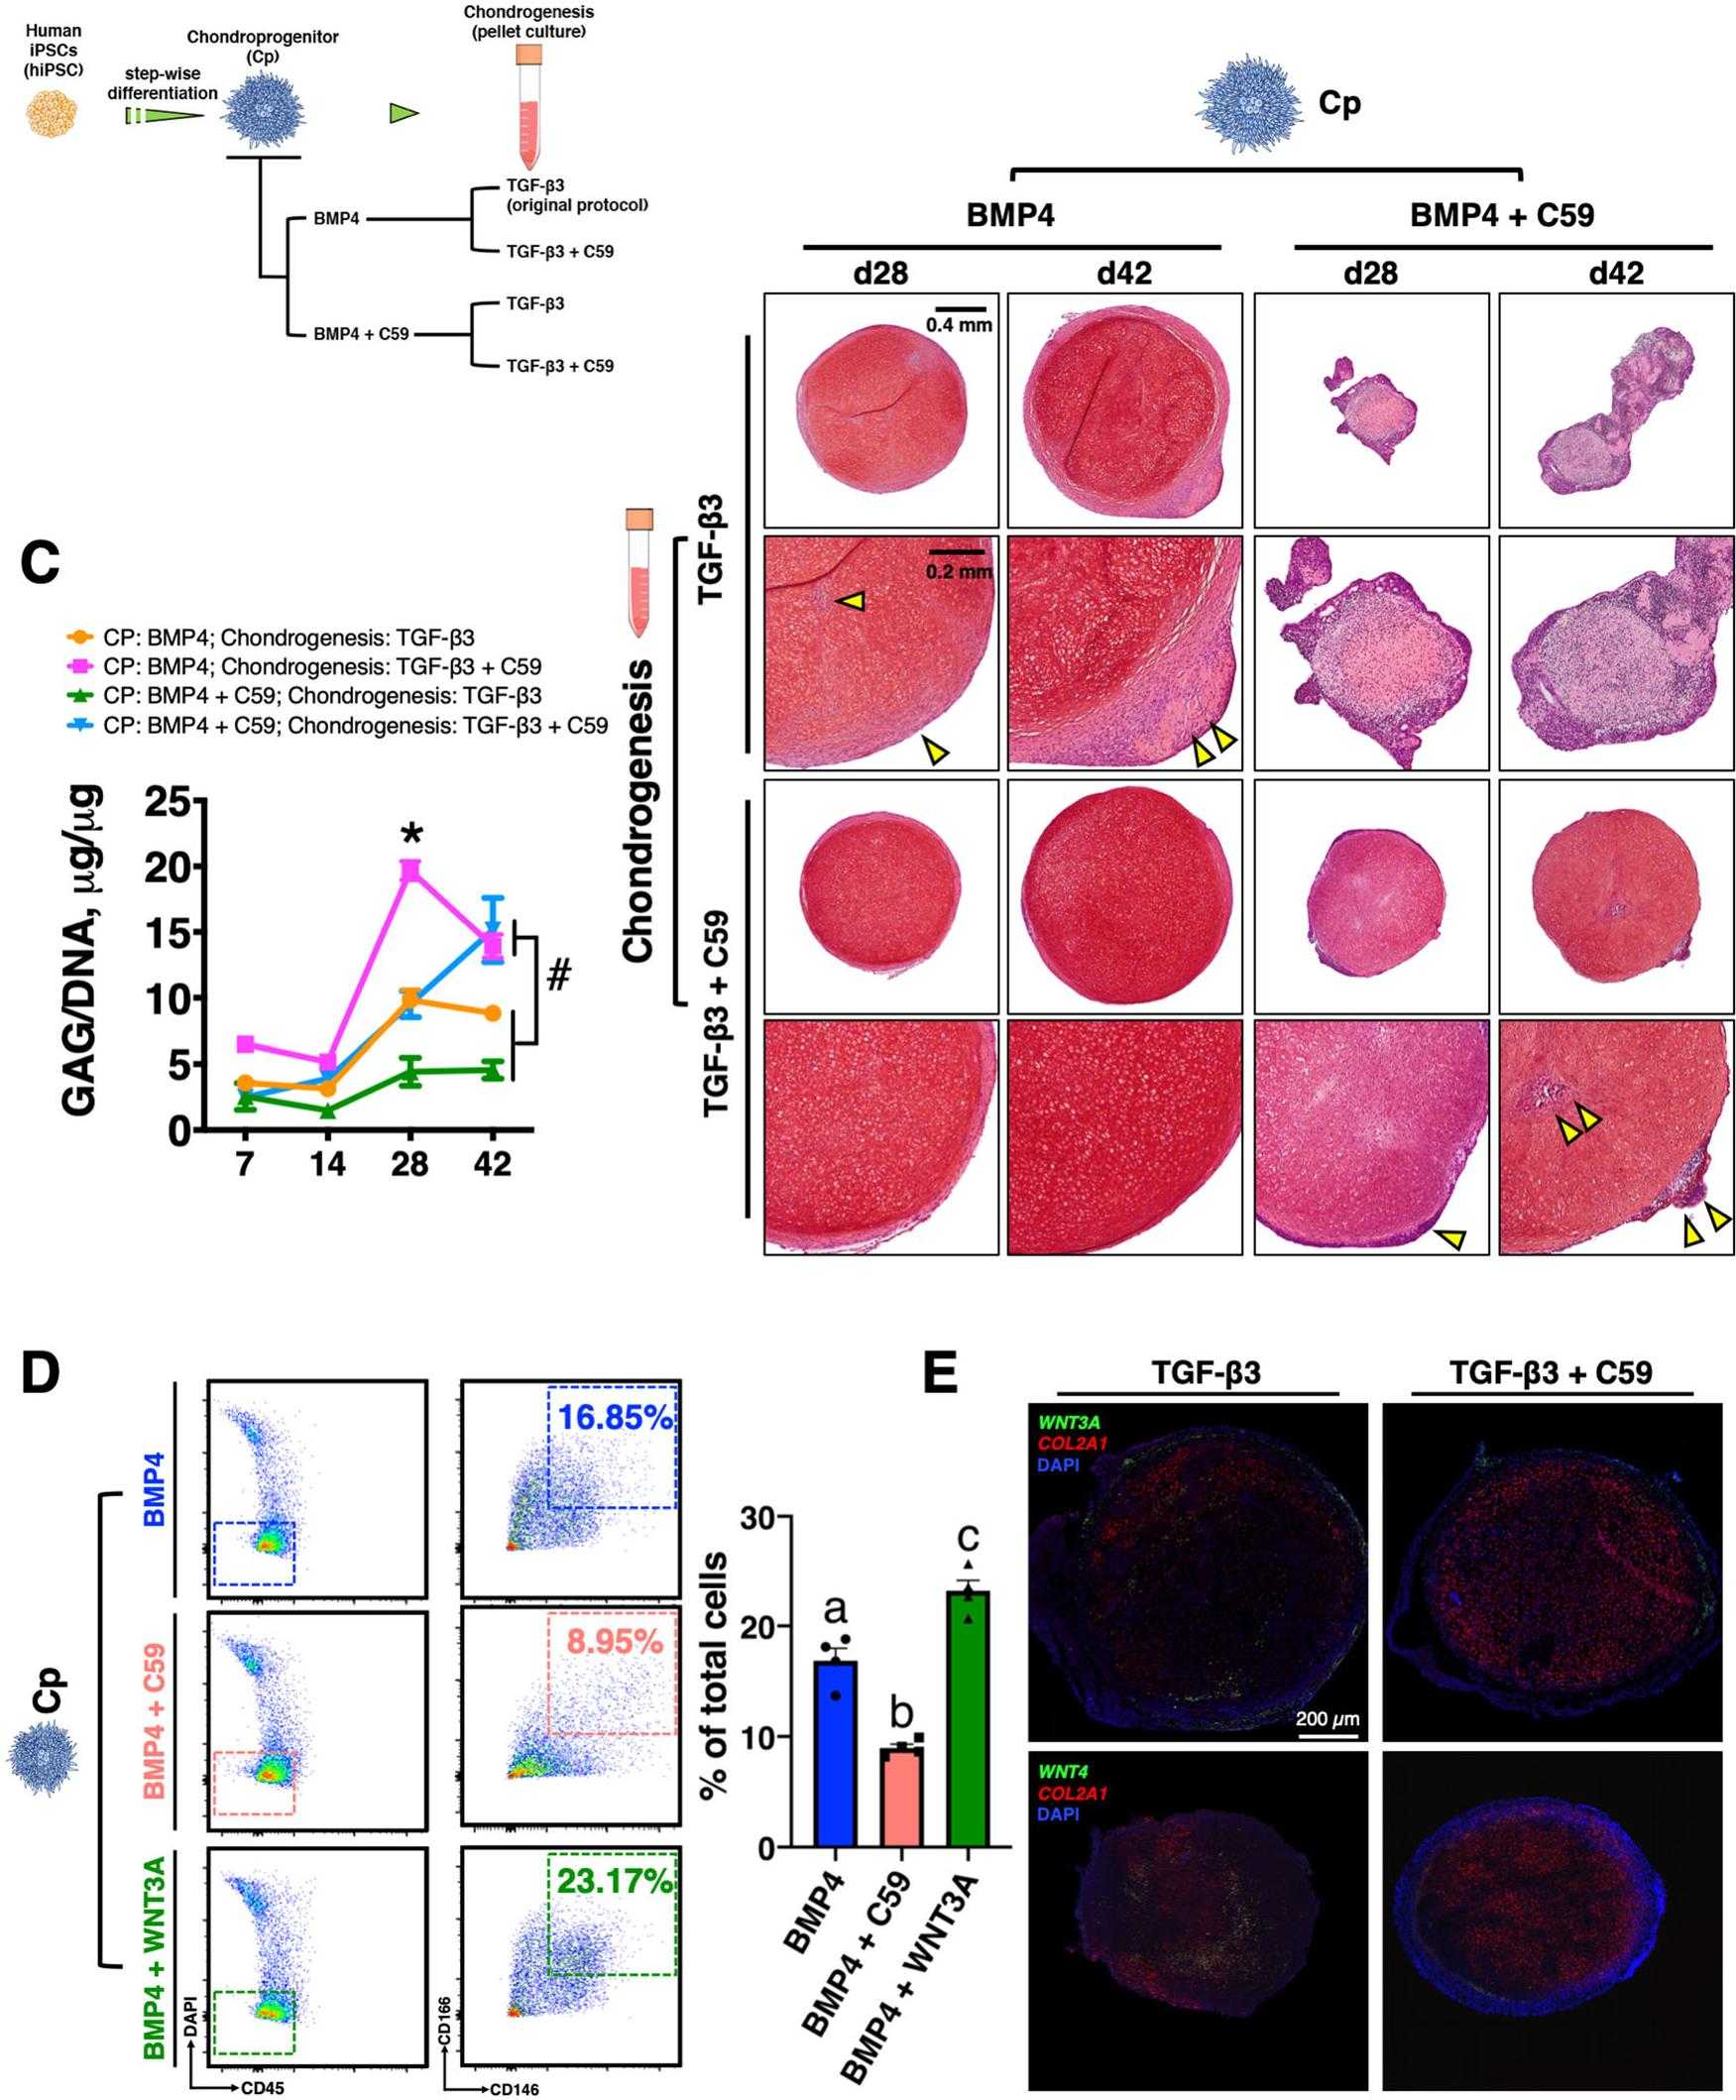 Human
iPSCs
(hiPSC)
step-wise
differentiation
Chondroprogenitor
(Cp)
Chondrogenesis
(pellet culture)
BMP4
TGF-β3
(original protocol)
TGF-β3 + C59
BMP4 + C59
TGF-β3
TGF-β3 + C59
Cp
BMP4
BMP4 + C59
d28
d42
d28
d42
0.4 mm
0.2 mm
Chondrogenesis
TGF-β3
TGF-β3 + C59
C
CP: BMP4; Chondrogenesis: TGF-β3
CP: BMP4; Chondrogenesis: TGF-β3 + C59
CP: BMP4 + C59; Chondrogenesis: TGF-β3
CP: BMP4 + C59; Chondrogenesis: TGF-β3 + C59
GAG/DNA, µg/µg
25
20
15
10
5
0
7
14
28
42
*
#
D
Cp
BMP4
BMP4 + C59
BMP4 + WNT3A
16.85%
8.95%
23.17%
DAPI
CD45
CD166
CD146
% of total cells
30
20
10
0
a
b
c
BMP4
BMP4 + C59
BMP4 + WNT3A
E
TGF-β3
TGF-β3 + C59
WNT3A
COL2A1
DAPI
200 µm
WNT4
COL2A1
DAPI